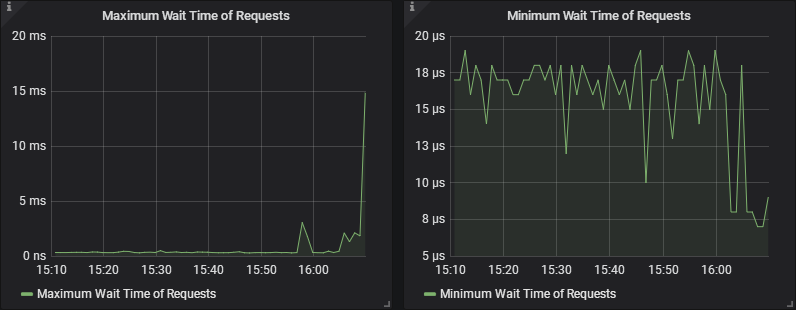 i
Maximum Wait Time of Requests
20 ms
15 ms
10 ms
5 ms
0 ns
15:10 15:20 15:30 15:40 15:50 16:00
Maximum Wait Time of Requests
i
Minimum Wait Time of Requests
20 µs
18 µs
15 µs
13 µs
10 µs
8 µs
5 µs
15:10 15:20 15:30 15:40 15:50 16:00
Minimum Wait Time of Requests